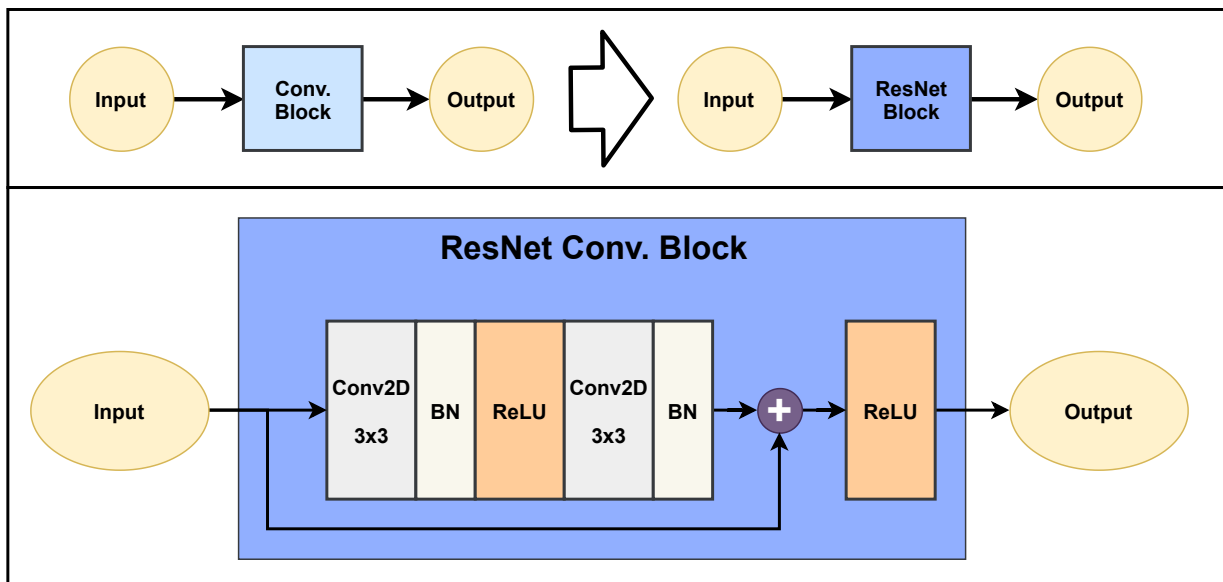 Input
Conv.
Block
Output
Input
ResNet
Block
Output
ResNet Conv. Block
Input
Conv2D
3x3
BN
ReLU
Conv2D
3x3
BN
+
ReLU
Output